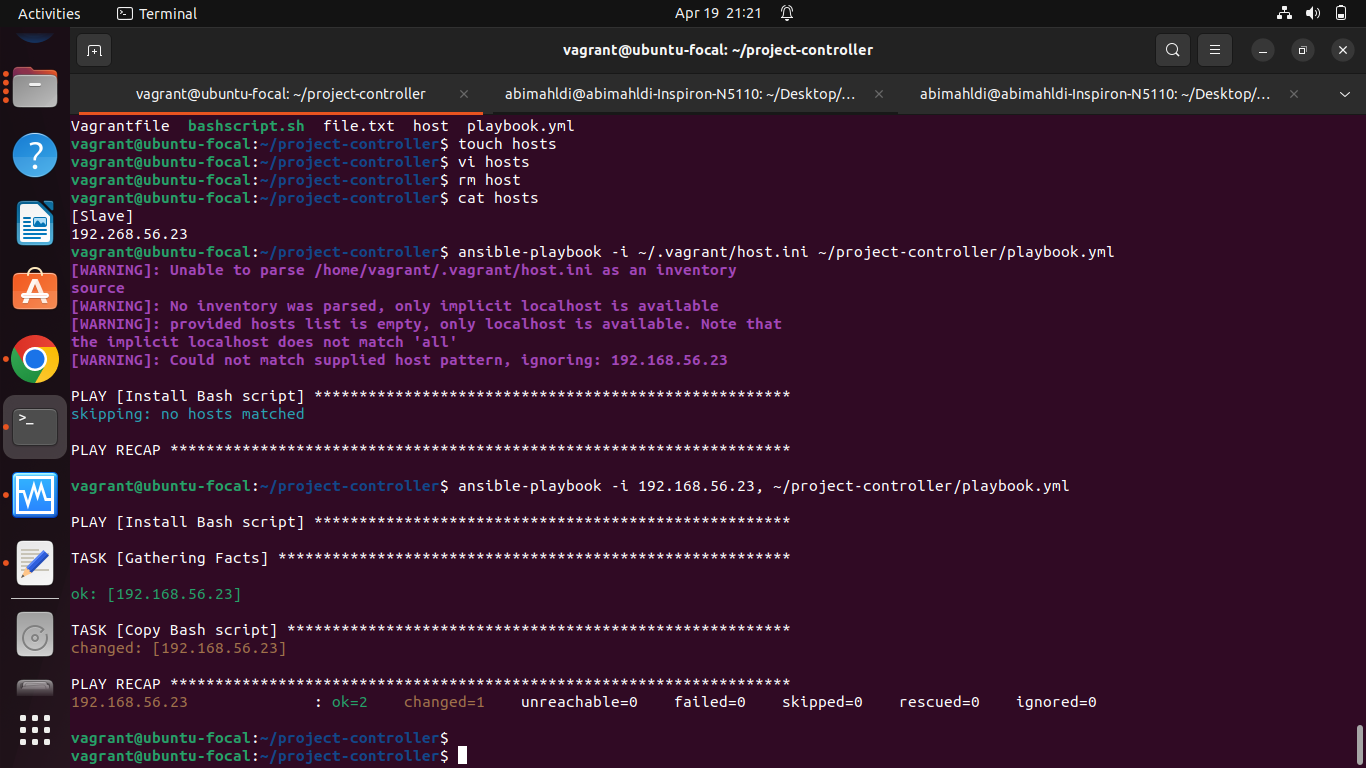 Activities
Terminal
Apr 19 21:21
vagrant@ubuntu-focal: ~/project-controller
vagrant@ubuntu-focal: ~/project-controller
abimahldi@abimahldi-Inspiron-N5110: ~/Desktop/...
abimahldi@abimahldi-Inspiron-N5110: ~/Desktop/...
Vagrantfile  bashscript.sh  file.txt  host  playbook.yml
vagrant@ubuntu-focal:~/project-controller$ touch hosts
vagrant@ubuntu-focal:~/project-controller$ vi hosts
vagrant@ubuntu-focal:~/project-controller$ rm host
vagrant@ubuntu-focal:~/project-controller$ cat hosts
[Slave]
192.268.56.23
vagrant@ubuntu-focal:~/project-controller$ ansible-playbook -i ~/.vagrant/host.ini ~/project-controller/playbook.yml
[WARNING]: Unable to parse /home/vagrant/.vagrant/host.ini as an inventory
source
[WARNING]: No inventory was parsed, only implicit localhost is available
[WARNING]: provided hosts list is empty, only localhost is available. Note that
the implicit localhost does not match 'all'
[WARNING]: Could not match supplied host pattern, ignoring: 192.168.56.23
PLAY [Install Bash script] *****************************************************
skipping: no hosts matched
PLAY RECAP *********************************************************************
vagrant@ubuntu-focal:~/project-controller$ ansible-playbook -i 192.168.56.23, ~/project-controller/playbook.yml
PLAY [Install Bash script] *****************************************************
TASK [Gathering Facts] *********************************************************
ok: [192.168.56.23]
TASK [Copy Bash script] ********************************************************
changed: [192.168.56.23]
PLAY RECAP *********************************************************************
192.168.56.23              : ok=2    changed=1    unreachable=0    failed=0    skipped=0    rescued=0    ignored=0
vagrant@ubuntu-focal:~/project-controller$
vagrant@ubuntu-focal:~/project-controller$